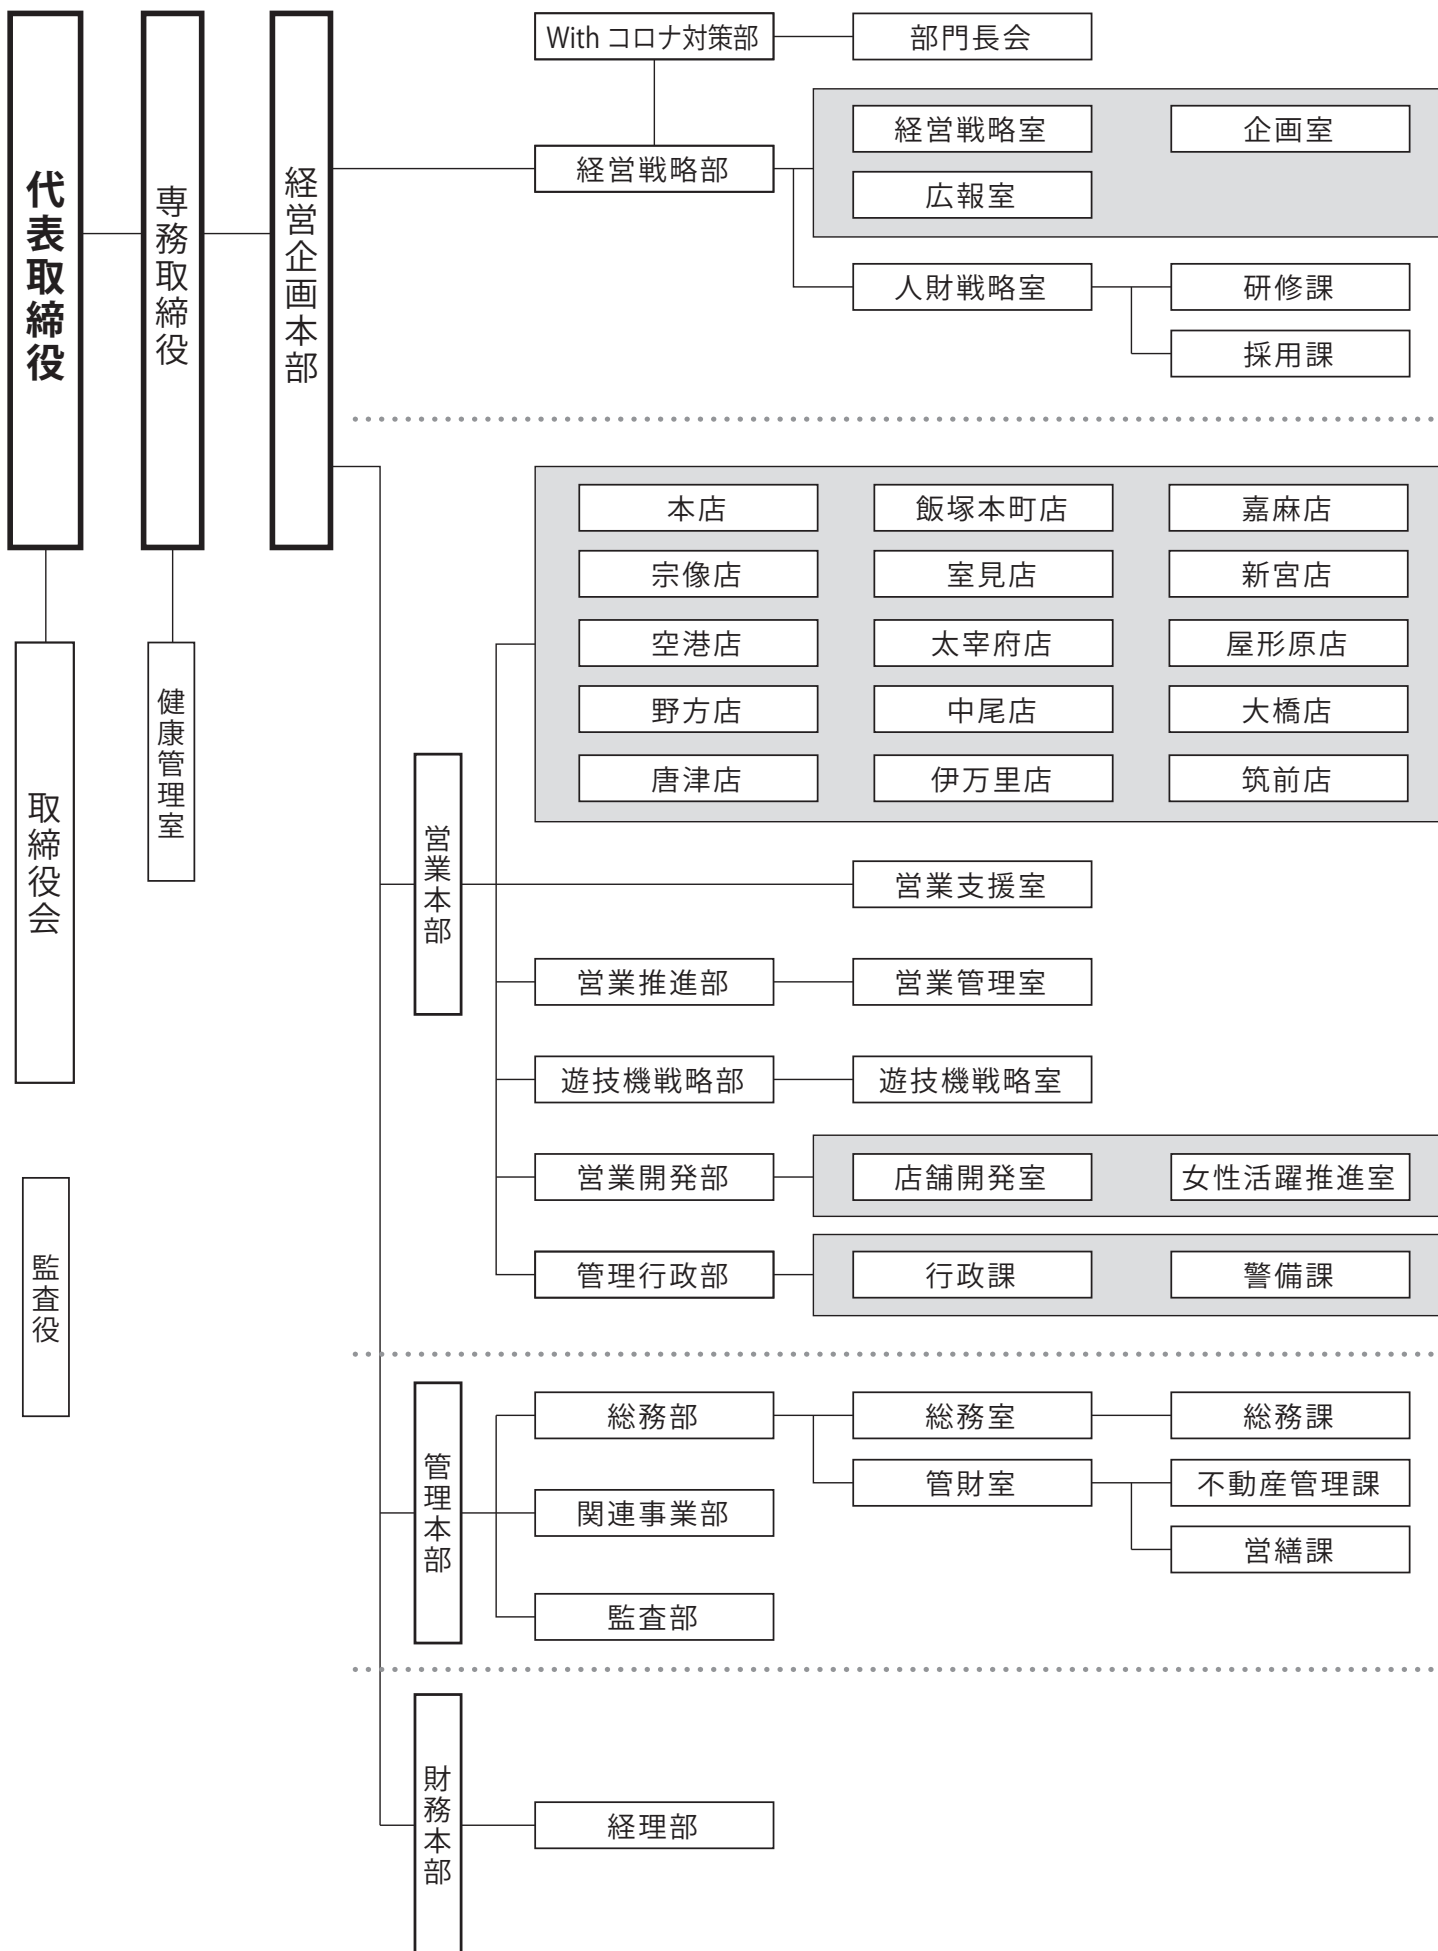 代表取締役
専務取締役
経営企画本部
取締役会
健康管理室
監査役
With コロナ対策部
部門長会
経営戦略部
経営戦略室
企画室
広報室
人財戦略室
研修課
採用課
営業本部
本店
飯塚本町店
嘉麻店
宗像店
室見店
新宮店
空港店
太宰府店
屋形原店
野方店
中尾店
大橋店
唐津店
伊万里店
筑前店
営業支援室
営業推進部
営業管理室
遊技機戦略部
遊技機戦略室
営業開発部
店舗開発室
女性活躍推進室
管理行政部
行政課
警備課
管理本部
総務部
総務室
総務課
管財室
不動産管理課
営繕課
関連事業部
監査部
財務本部
経理部